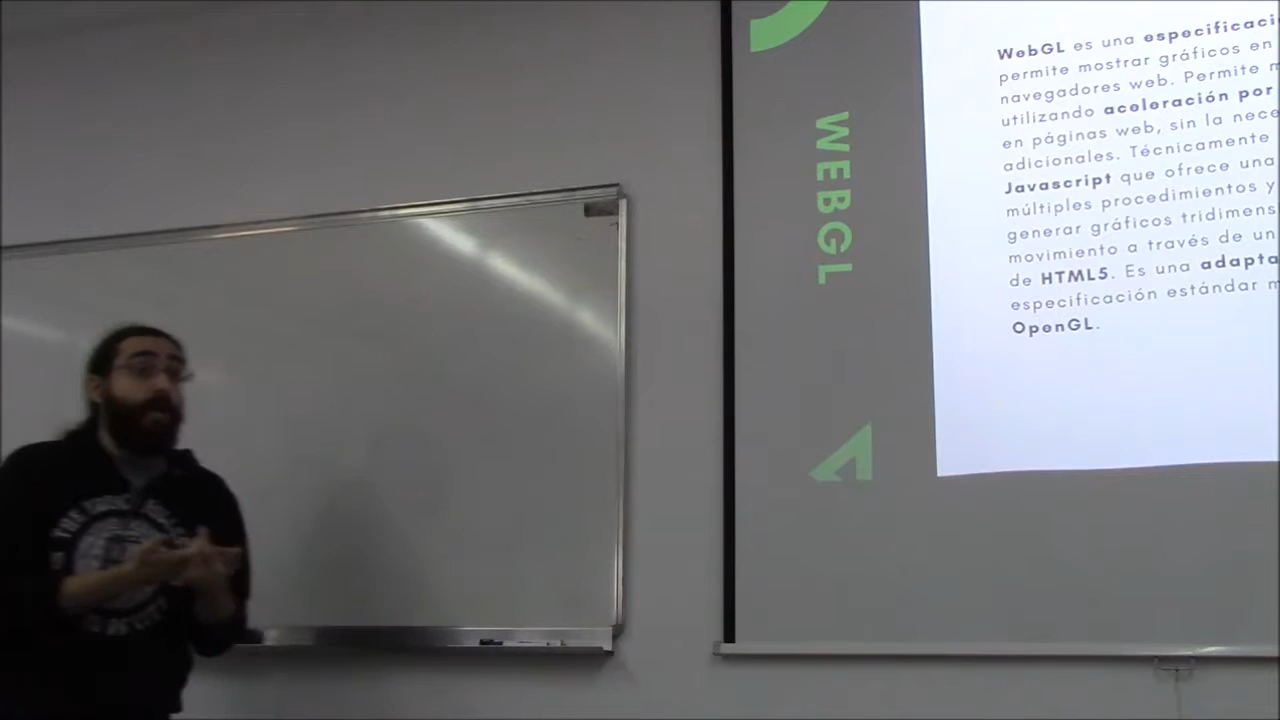 WEBGL
WebGL es una especificaci
permite mostrar gráficos en
navegadores web. Permite m
utilizando aceleración por
en páginas web, sin la nece
adicionales. Técnicamente
Javascript que ofrece una
múltiples procedimientos y
generar gráficos tridimens
movimiento a través de un
de HTML5. Es una adapta
especificación estándar m
OpenGL.